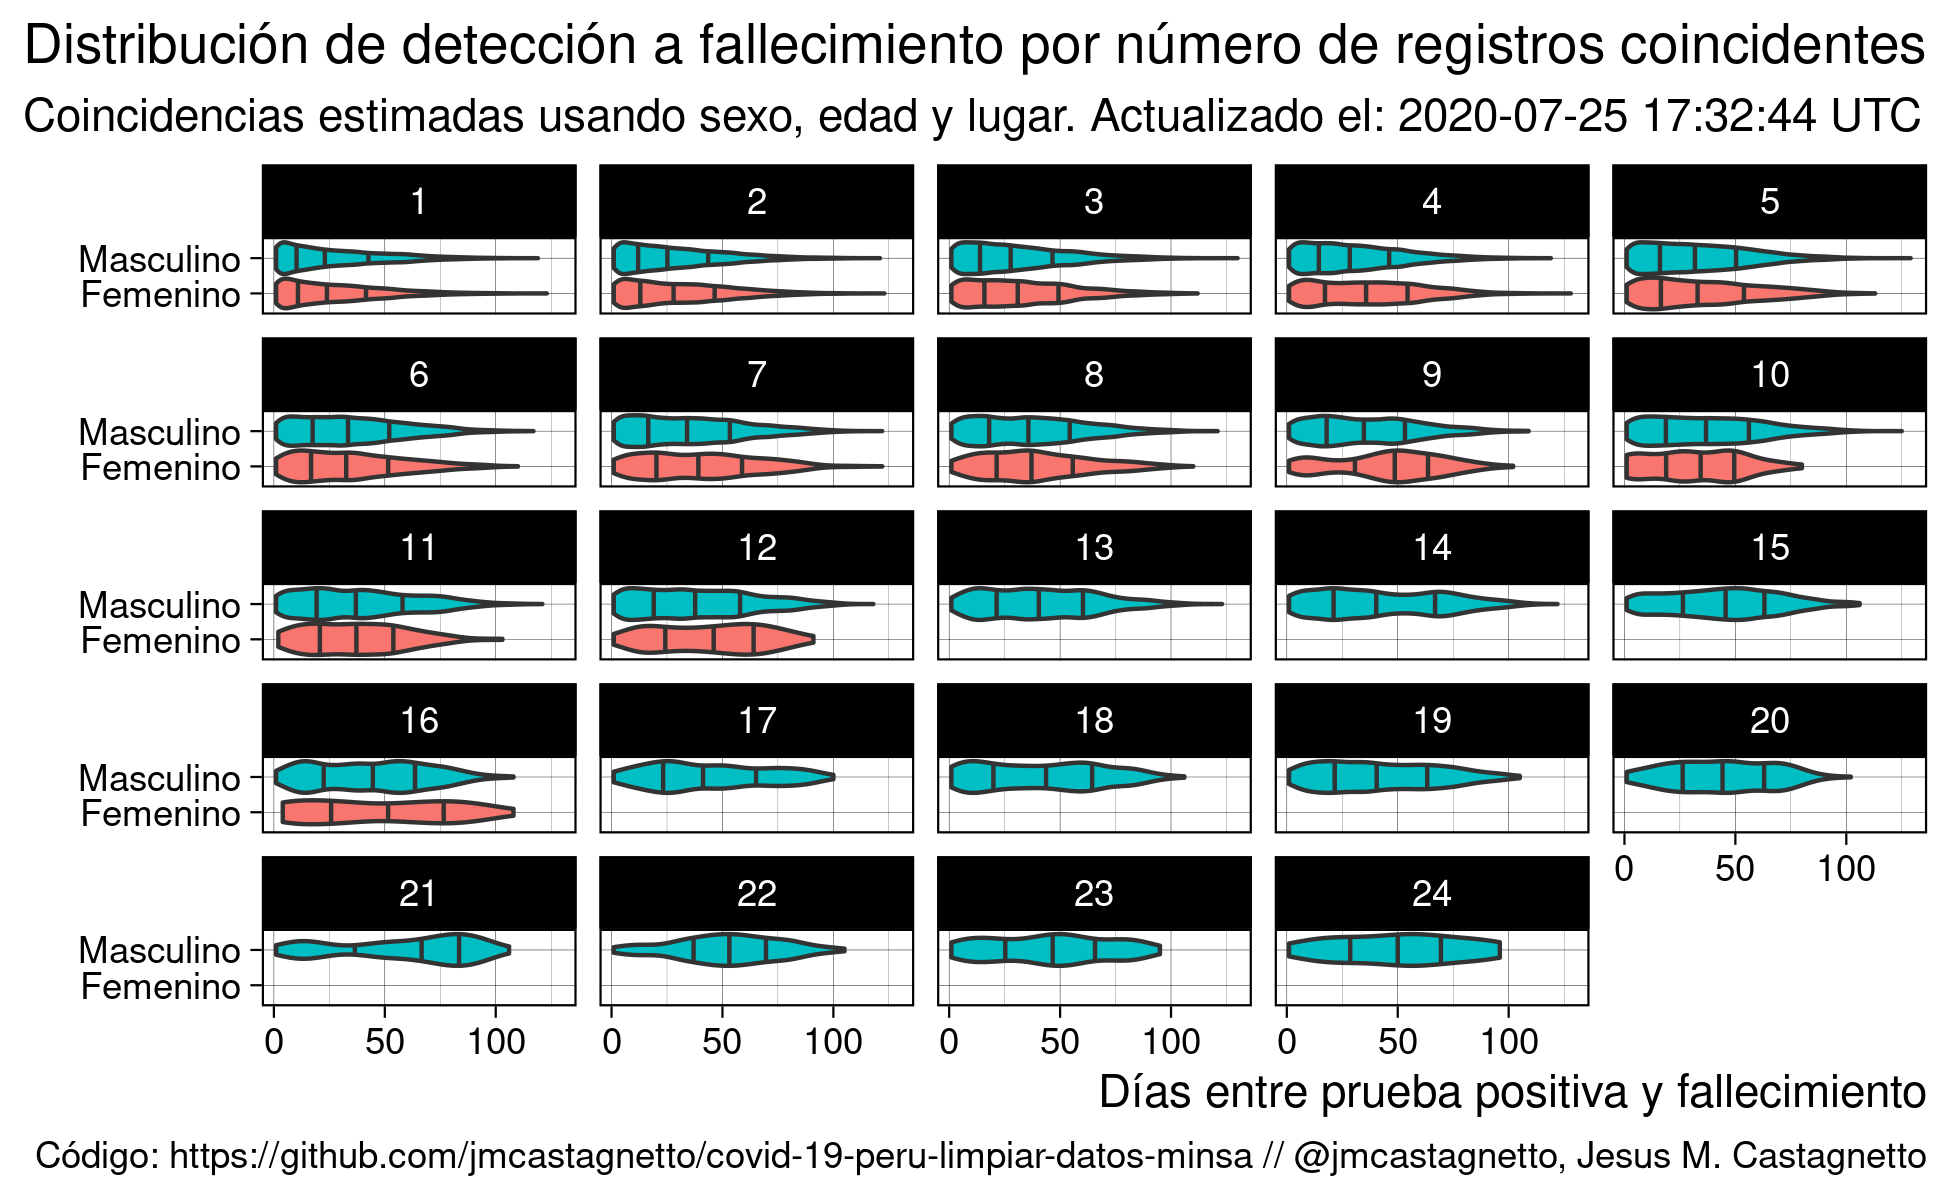 Distribución de detección a fallecimiento por número de registros coincidentes
Coincidencias estimadas usando sexo, edad y lugar. Actualizado el: 2020-07-25 17:32:44 UTC
1 2 3 4 5
Masculino
Femenino
6 7 8 9 10
Masculino
Femenino
11 12 13 14 15
Masculino
Femenino
16 17 18 19 20
Masculino
Femenino
0 50 100
21 22 23 24
Masculino
Femenino
0 50 100 0 50 100 0 50 100 0 50 100
Días entre prueba positiva y fallecimiento
Código: https://github.com/jmcastagnetto/covid-19-peru-limpiar-datos-minsa // @jmcastagnetto, Jesus M. Castagnetto